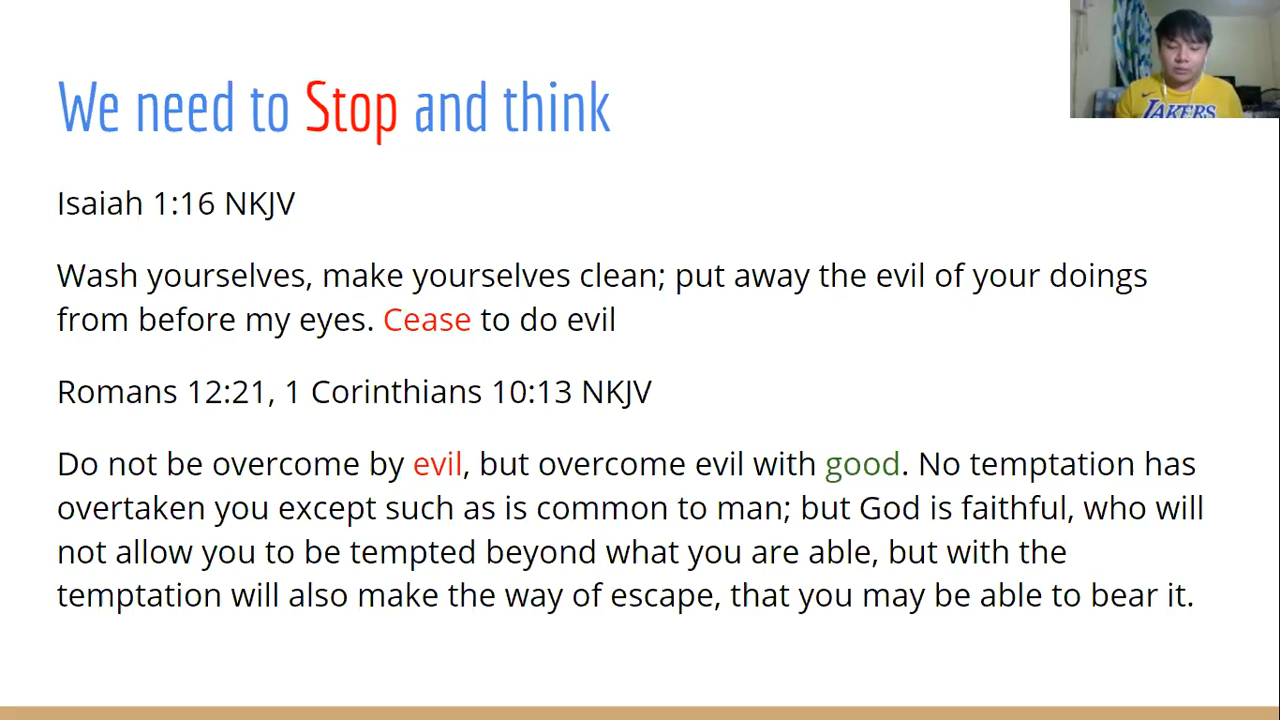 We need to Stop and think
Isaiah 1:16 NKJV
Wash yourselves, make yourselves clean; put away the evil of your doings
from before my eyes. Cease to do evil
Romans 12:21, 1 Corinthians 10:13 NKJV
Do not be overcome by evil, but overcome evil with good. No temptation has
overtaken you except such as is common to man; but God is faithful, who will
not allow you to be tempted beyond what you are able, but with the
temptation will also make the way of escape, that you may be able to bear it.
LAKERS